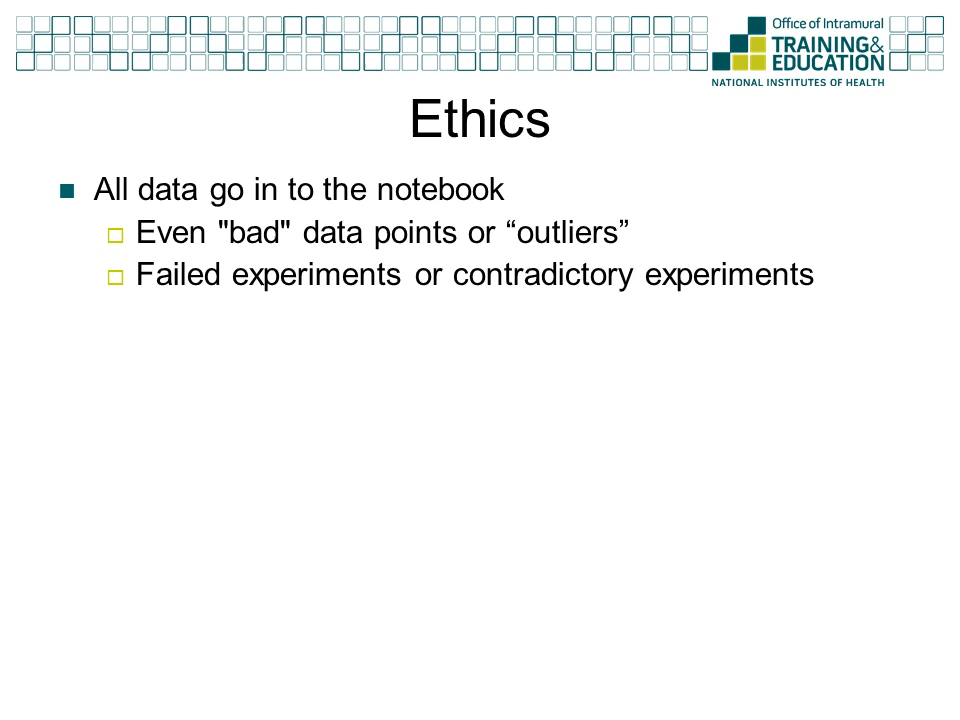 Office of Intramural
TRAINING&
EDUCATION
NATIONAL INSTITUTES OF HEALTH
Ethics
All data go in to the notebook
Even "bad" data points or “outliers”
Failed experiments or contradictory experiments